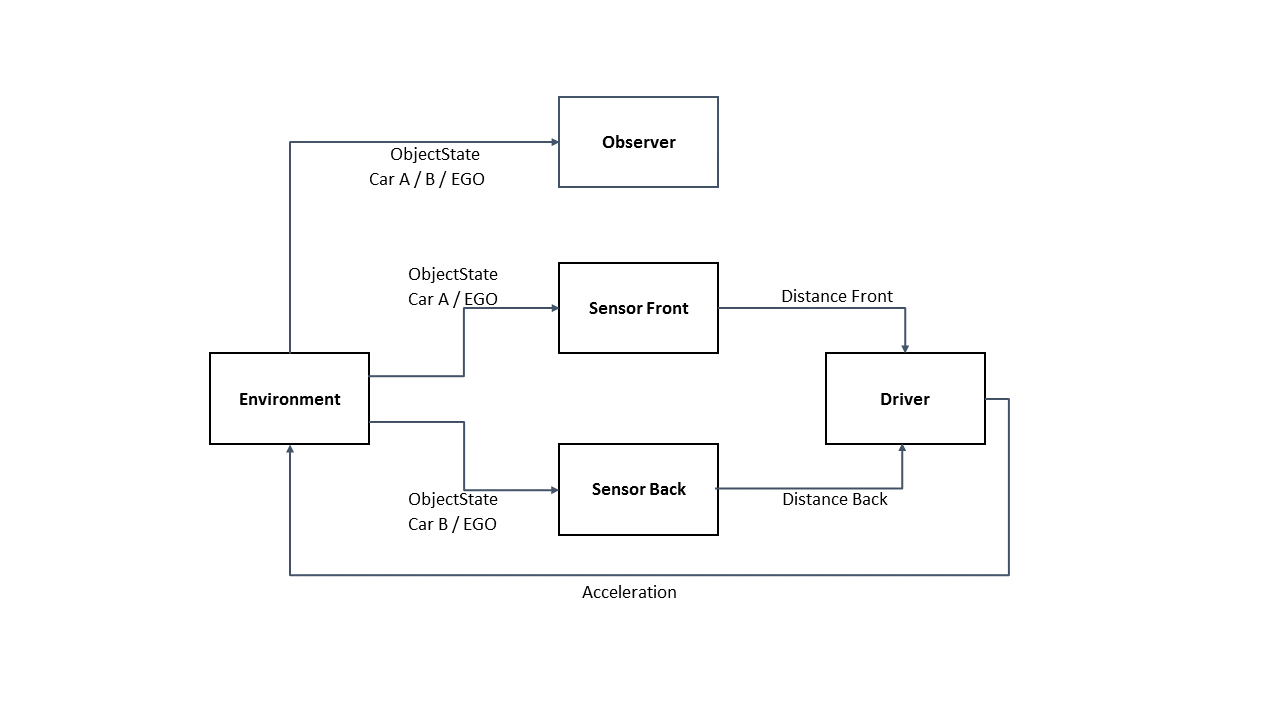 Observer
ObjectState
Car A / B / EGO
ObjectState
Car A / EGO
Sensor Front
Distance Front
Environment
Driver
Sensor Back
ObjectState
Car B / EGO
Distance Back
Acceleration